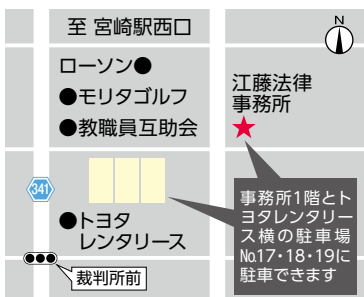 至 宮崎駅西口
N
ローソン●
●モリタゴルフ
●教職員互助会
江藤法律
事務所
★
341
●トヨタ
レンタリース
裁判所前
事務所1階とト
ヨタレンタリー
ス横の駐車場
№17・18・19に
駐車できます